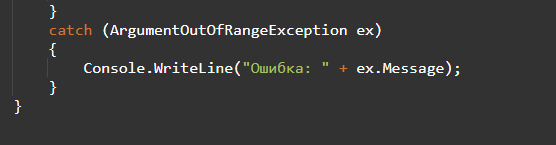 }
catch (ArgumentOutOfRangeException ex)
{
Console.WriteLine("Ошибка: " + ex.Message);
}
}